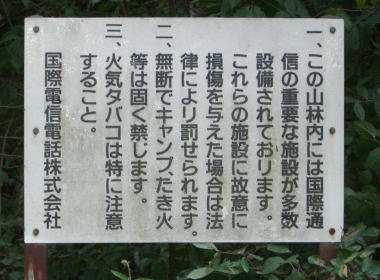 一、この山林内には国際通
信の重要な施設が多数
設備されております。
これらの施設に故意に
損傷を与えた場合は法
律により罰せられます。
二、無断でキャンプ、たき火
等は固く禁じます。
三、火気タバコは特に注意
すること。
国際電信電話株式会社